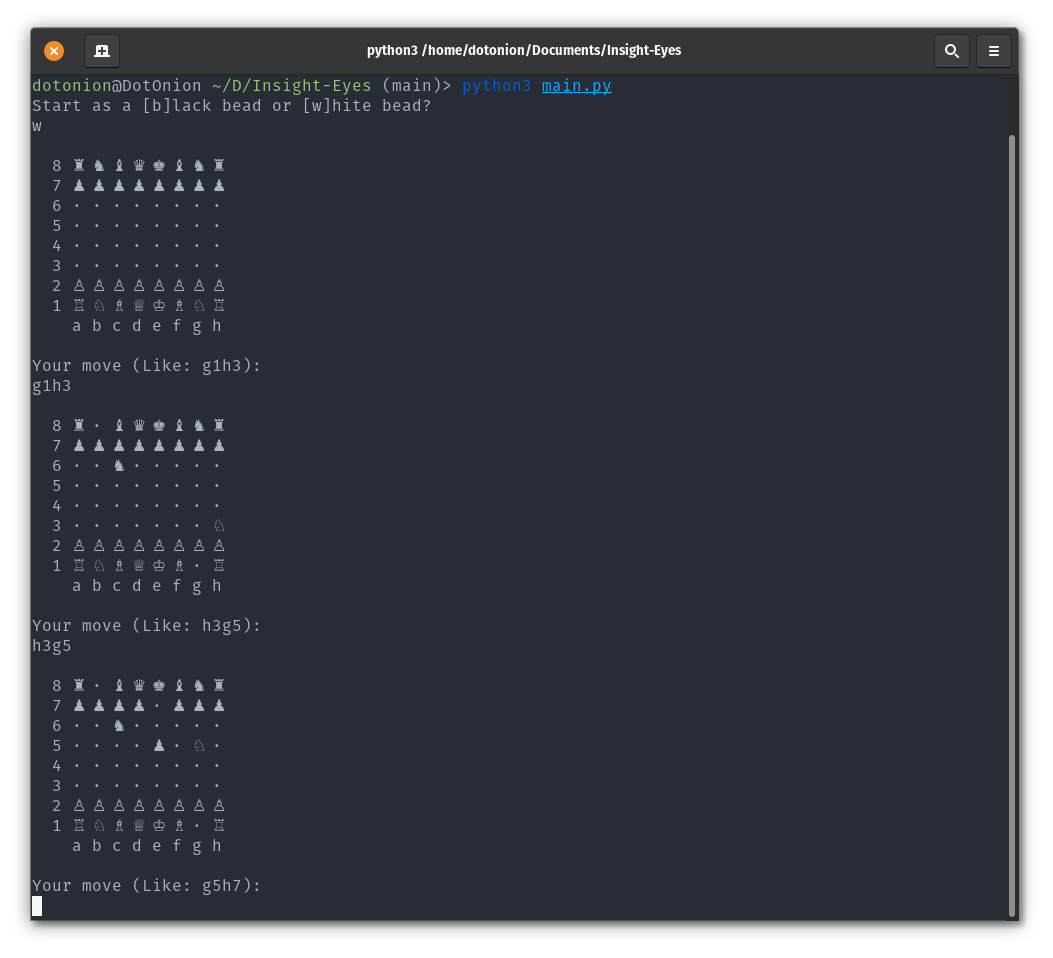 python3 /home/dotonion/Documents/Insight-Eyes
dotonion@DotOnion ~/D/Insight-Eyes (main)> python3 main.py
Start as a [b]lack bead or [w]hite bead?
w
8 ♜ ♞ ♝ ♛ ♚ ♝ ♞ ♜
7 ♟ ♟ ♟ ♟ ♟ ♟ ♟ ♟
6 · · · · · · · ·
5 · · · · · · · ·
4 · · · · · · · ·
3 · · · · · · · ·
2 ♙ ♙ ♙ ♙ ♙ ♙ ♙ ♙
1 ♖ ♘ ♗ ♕ ♔ ♗ ♘ ♖
a b c d e f g h
Your move (Like: g1h3):
g1h3
8 ♜ · ♝ ♛ ♚ ♝ ♞ ♜
7 ♟ ♟ ♟ ♟ ♟ ♟ ♟ ♟
6 · · ♞ · · · · ·
5 · · · · · · · ·
4 · · · · · · · ·
3 · · · · · · · ♘
2 ♙ ♙ ♙ ♙ ♙ ♙ ♙ ♙
1 ♖ ♘ ♗ ♕ ♔ ♗ · ♖
a b c d e f g h
Your move (Like: h3g5):
h3g5
8 ♜ · ♝ ♛ ♚ ♝ ♞ ♜
7 ♟ ♟ ♟ ♟ · ♟ ♟ ♟
6 · · ♞ · · · · ·
5 · · · · ♟ · ♘ ·
4 · · · · · · · ·
3 · · · · · · · ·
2 ♙ ♙ ♙ ♙ ♙ ♙ ♙ ♙
1 ♖ ♘ ♗ ♕ ♔ ♗ · ♖
a b c d e f g h
Your move (Like: g5h7):